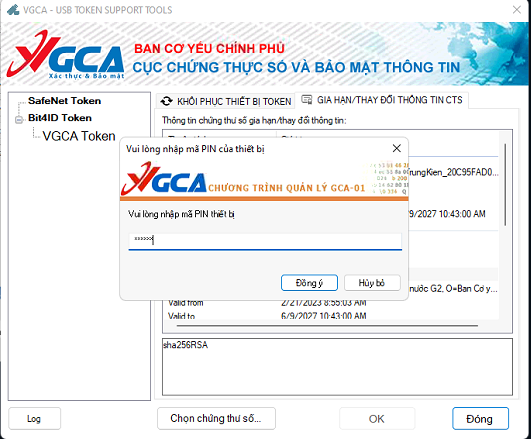 VGCA - USB TOKEN SUPPORT TOOLS
VGCA
Xác thực & Bảo mật
BAN CƠ YẾU CHÍNH PHỦ
CỤC CHỨNG THỰC SỐ VÀ BẢO MẬT THÔNG TIN
SafeNet Token
Bit4ID Token
VGCA Token
KHÔI PHỤC THIẾT BỊ TOKEN
GIA HẠN/THAY ĐỔI THÔNG TIN CTS
Thông tin chứng thư số gia hạn/thay đổi thông tin:
Vui lòng nhập mã PIN của thiết bị
VGCA CHƯƠNG TRÌNH QUẢN LÝ GCA-01
Vui lòng nhập mã PIN thiết bị
******
Đồng ý
Hủy bỏ
rungKien_20C95FAD0...
/9/2027 10:43:00 AM
nước G2, O=Ban Cơ y...
Valid from
2/21/2023 8:55:03 AM
Valid to
6/9/2027 10:43:00 AM
sha256RSA
Log
Chọn chứng thư số...
OK
Đóng